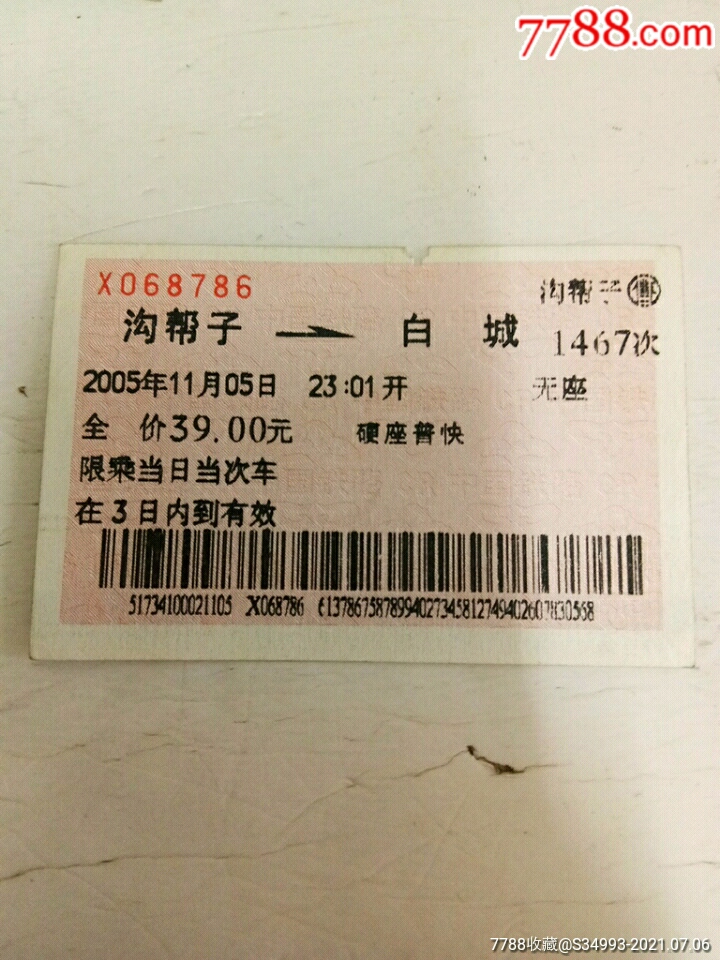 7788.com
X068786
沟帮子售
沟帮子 白城
1467次
2005年11月05日 23:01开
无座
全 价39.00元 硬座普快
限乘当日当次车
在3日内到有效
51734100021105 X068786
7788收藏@S34993-2021.07.06